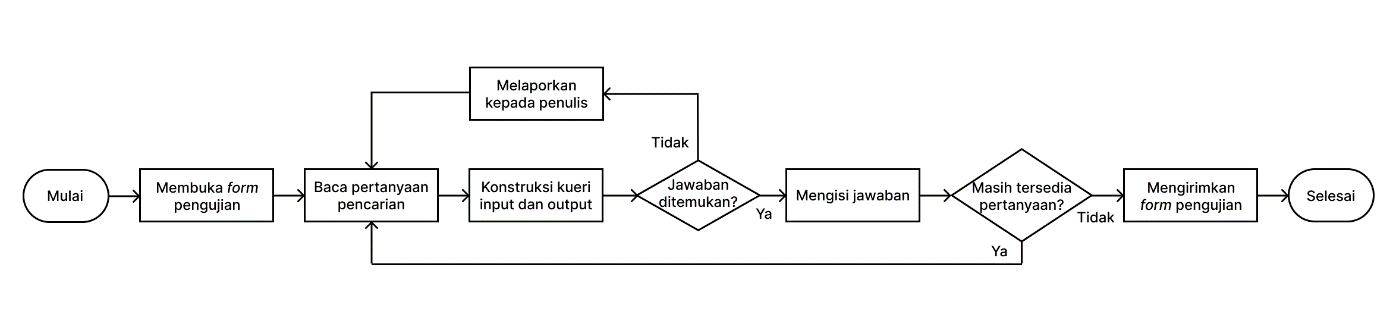 Melaporkan
kepada penulis
Tidak
Mulai
Membuka form
pengujian
Baca pertanyaan
pencarian
Konstruksi kueri
input dan output
Jawaban
ditemukan?
Ya
Mengisi jawaban
Masih tersedia
pertanyaan?
Tidak
Ya
Mengirimkan
form pengujian
Selesai